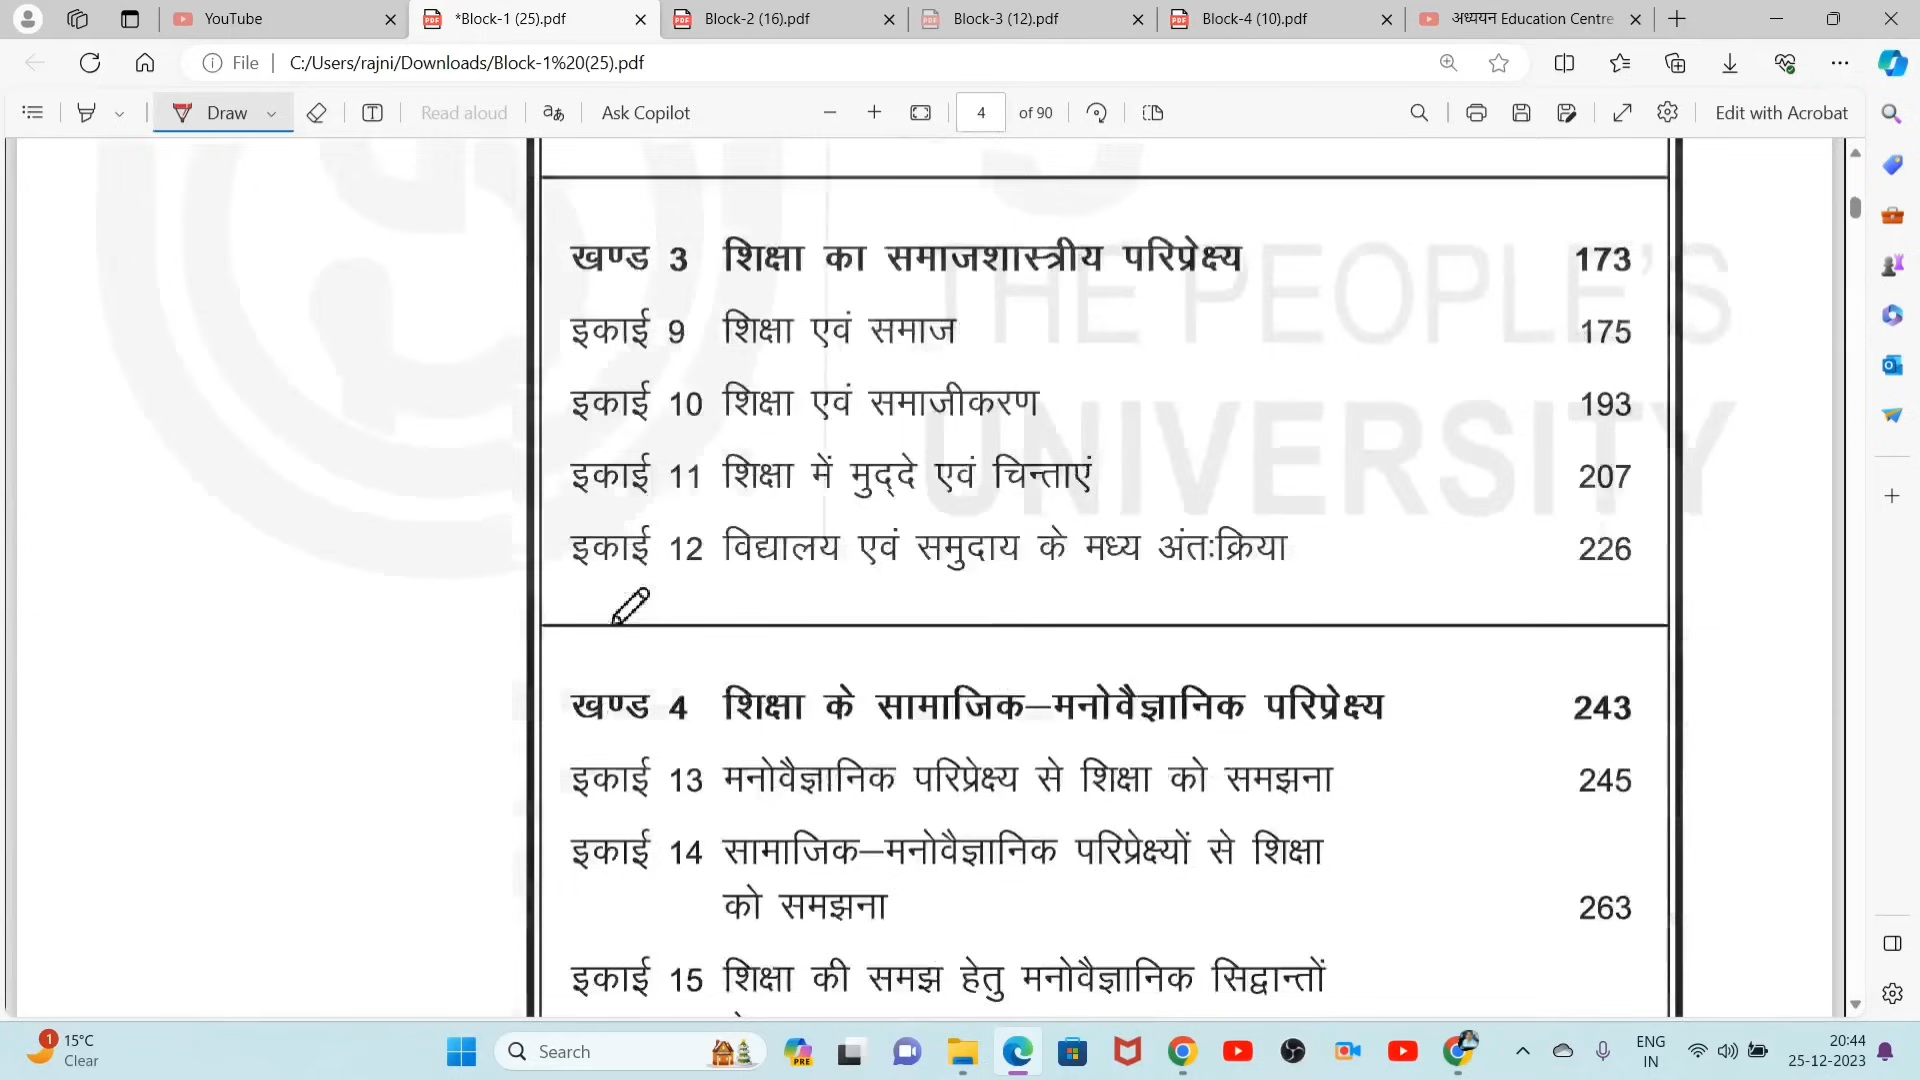 YouTube
*Block-1 (25).pdf
Block-2 (16).pdf
Block-3 (12).pdf
Block-4 (10).pdf
अध्ययन Education Centre
File
C:/Users/rajni/Downloads/Block-1%20(25).pdf
Draw
Read aloud
Ask Copilot
4
of 90
Edit with Acrobat
THE PEOPLE'S
UNIVERSITY
खण्ड 3 शिक्षा का समाजशास्त्रीय परिप्रेक्ष्य 173
इकाई 9 शिक्षा एवं समाज 175
इकाई 10 शिक्षा एवं समाजीकरण 193
इकाई 11 शिक्षा में मुद्दे एवं चिन्ताएं 207
इकाई 12 विद्यालय एवं समुदाय के मध्य अंतःक्रिया 226
खण्ड 4 शिक्षा के सामाजिक–मनोवैज्ञानिक परिप्रेक्ष्य 243
इकाई 13 मनोवैज्ञानिक परिप्रेक्ष्य से शिक्षा को समझना 245
इकाई 14 सामाजिक–मनोवैज्ञानिक परिप्रेक्ष्यों से शिक्षा
को समझना 263
इकाई 15 शिक्षा की समझ हेतु मनोवैज्ञानिक सिद्वान्तों
1
15°C
Clear
Search
PRE
ENG
IN
20:44
25-12-2023